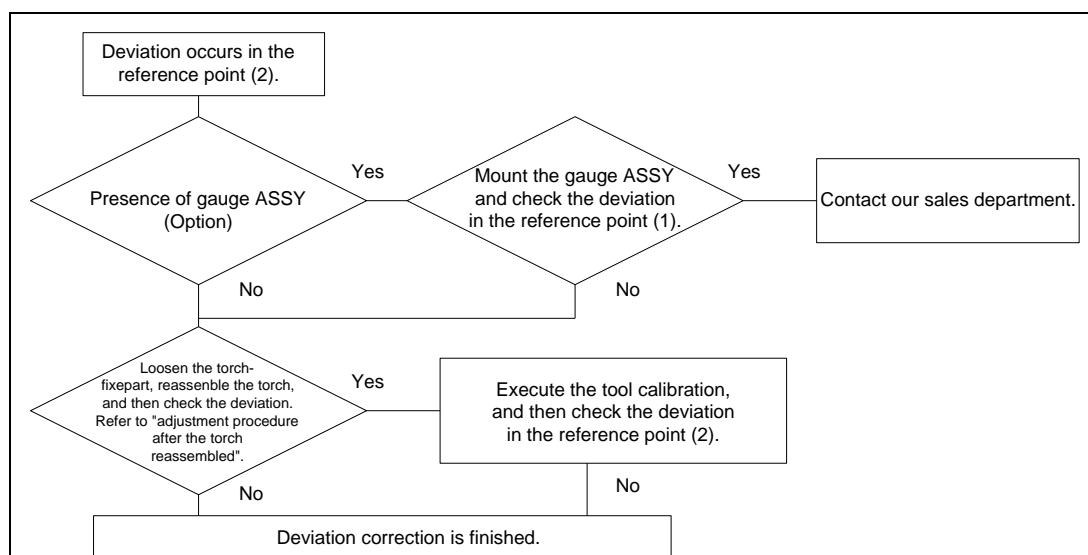 Deviation occurs in the
reference point (2).
Presence of gauge ASSY
(Option)
Yes
Mount the gauge ASSY
and check the deviation
in the reference point (1).
Yes
Contact our sales department.
No
No
Loosen the torch-
fixepart, reassenble the torch,
and then check the deviation.
Refer to "adjustment procedure
after the torch
reassembled".
Yes
Execute the tool calibration,
and then check the deviation
in the reference point (2).
No
No
Deviation correction is finished.